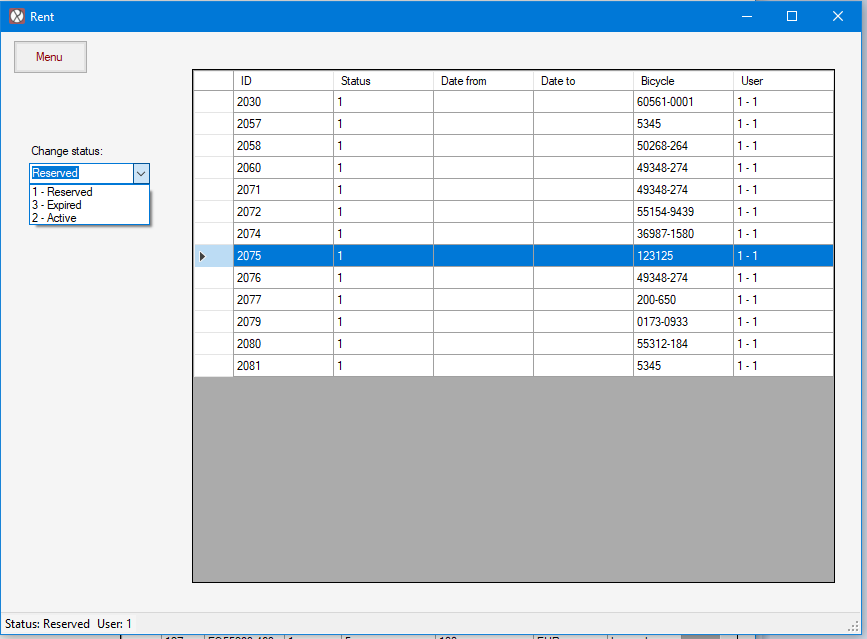 Rent
Menu
Change status:
Reserved
1 - Reserved
3 - Expired
2 - Active
ID Status Date from Date to Bicycle User
2030 1 60561-0001 1 - 1
2057 1 5345 1 - 1
2058 1 50268-264 1 - 1
2060 1 49348-274 1 - 1
2071 1 49348-274 1 - 1
2072 1 55154-9439 1 - 1
2074 1 36987-1580 1 - 1
2075 1 123125 1 - 1
2076 1 49348-274 1 - 1
2077 1 200-650 1 - 1
2079 1 0173-0933 1 - 1
2080 1 55312-184 1 - 1
2081 1 5345 1 - 1
Status: Reserved User: 1